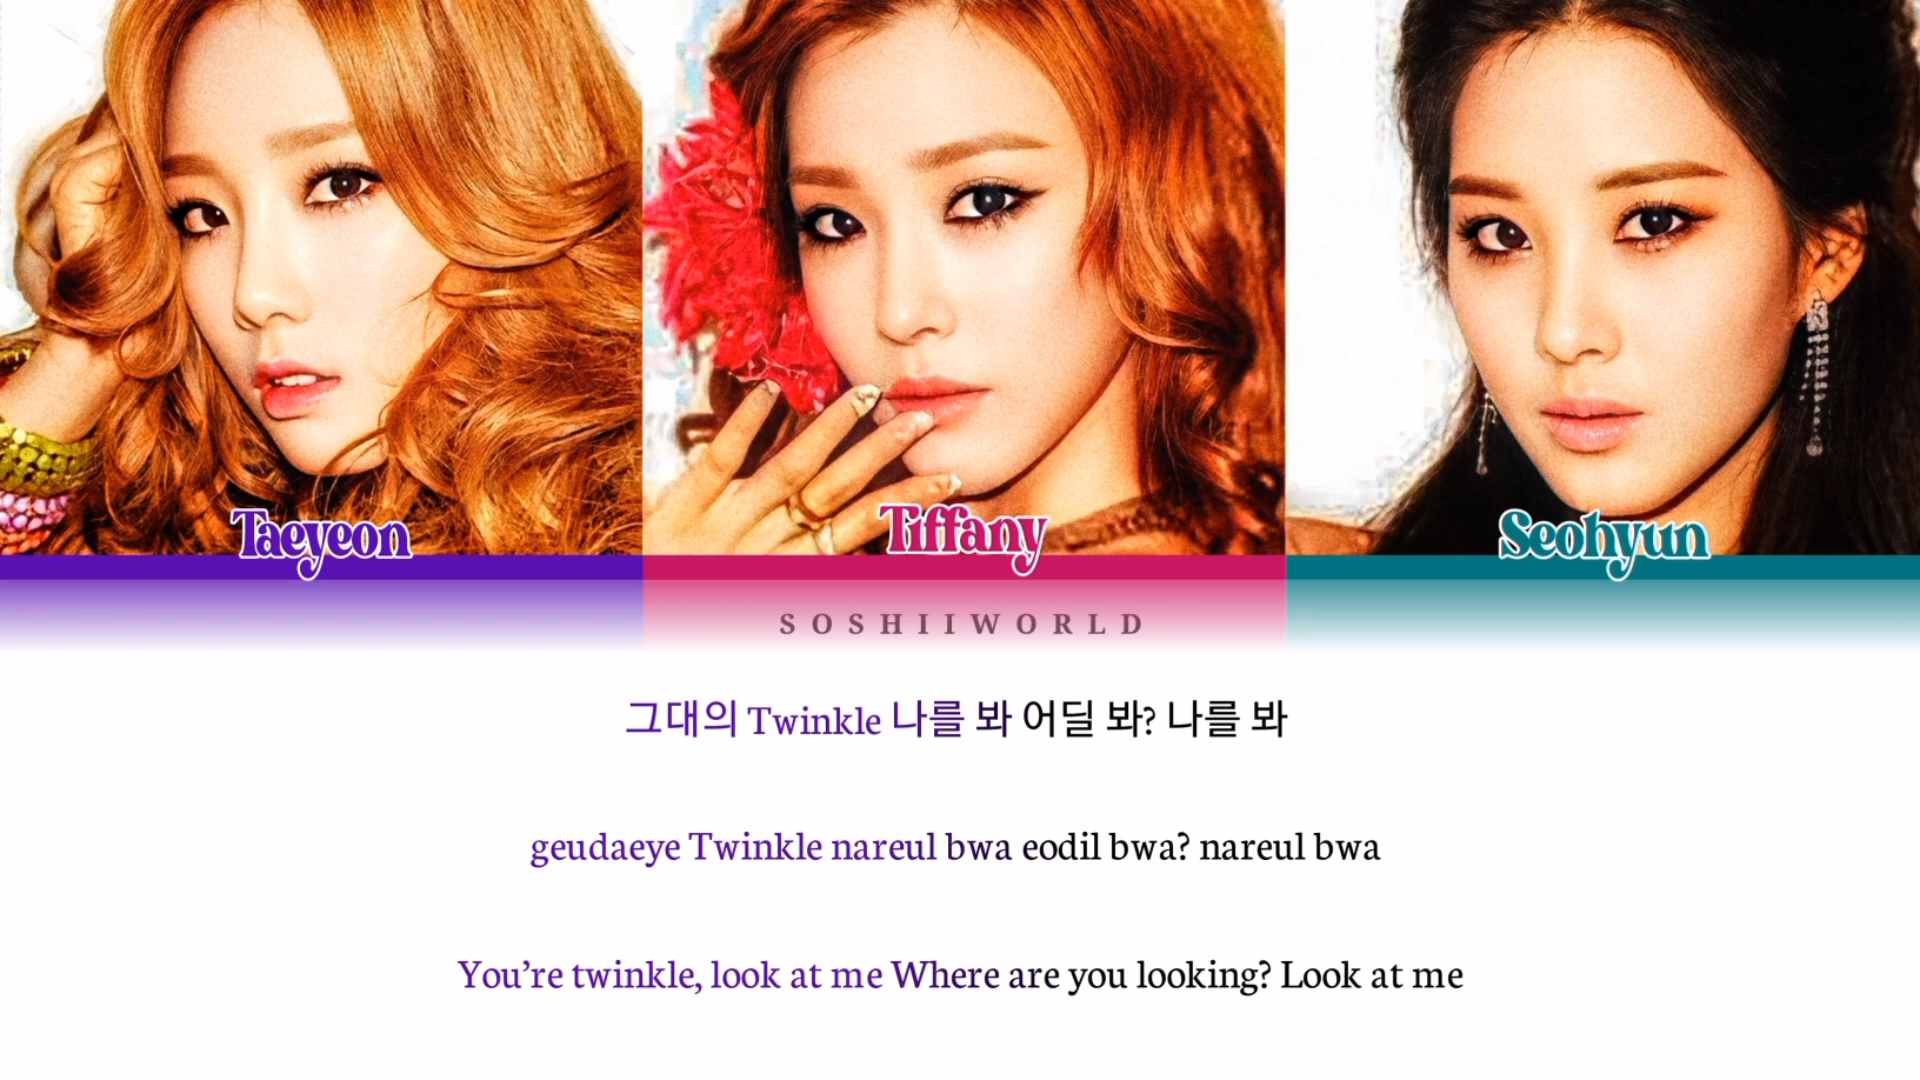 Taeyeon
Tiffany
Seohyun
SOSHIIWORLD
그대의 Twinkle 나를 봐 어딜 봐? 나를 봐
geudaeye Twinkle nareul bwa eodil bwa? nareul bwa
You’re twinkle, look at me Where are you looking? Look at me